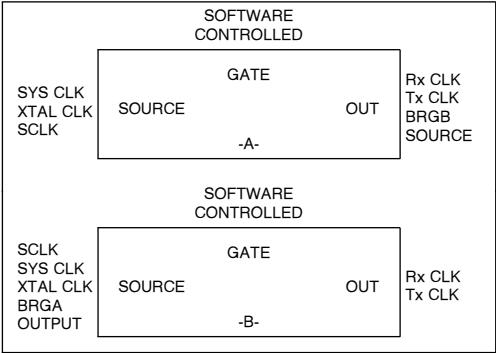 SOFTWARE
CONTROLLED
GATE
SYS CLK
XTAL CLK
SCLK
SOURCE
OUT
Rx CLK
Tx CLK
BRGB
SOURCE
-A-
SOFTWARE
CONTROLLED
GATE
SCLK
SYS CLK
XTAL CLK
BRGA
OUTPUT
SOURCE
OUT
Rx CLK
Tx CLK
-B-